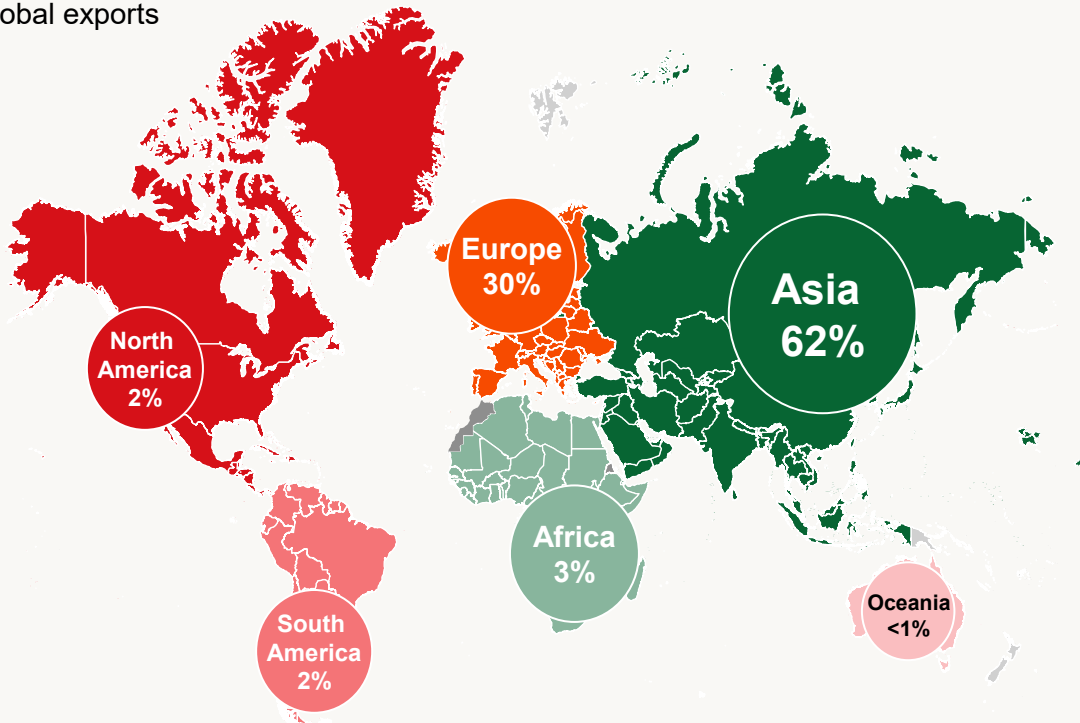 obal exports
Europe
30%
Asia
62%
North
America
2%
Africa
3%
Oceania
<1%
South
America
2%